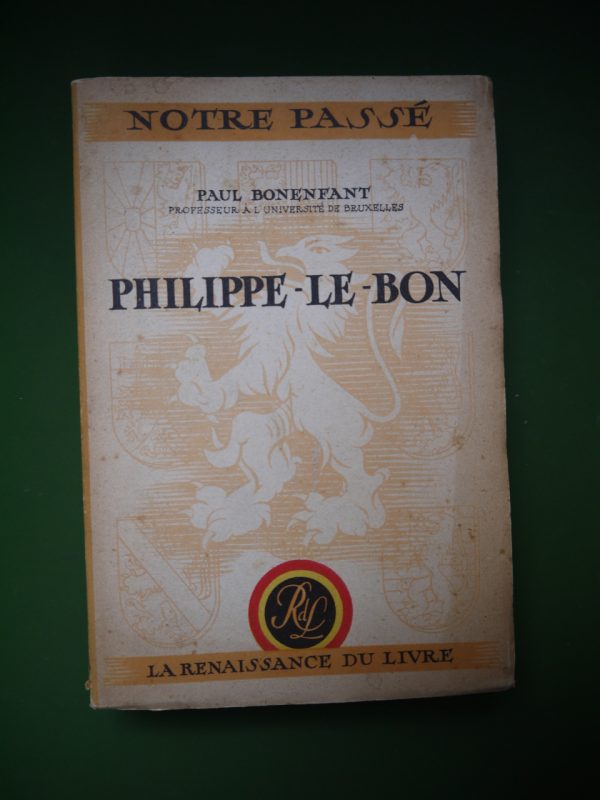 NOTRE PASSÉ
PAUL BONENFANT
PROFESSEUR À L'UNIVERSITÉ DE BRUXELLES
PHILIPPE-LE-BON
RdL
LA RENAISSANCE DU LIVRE